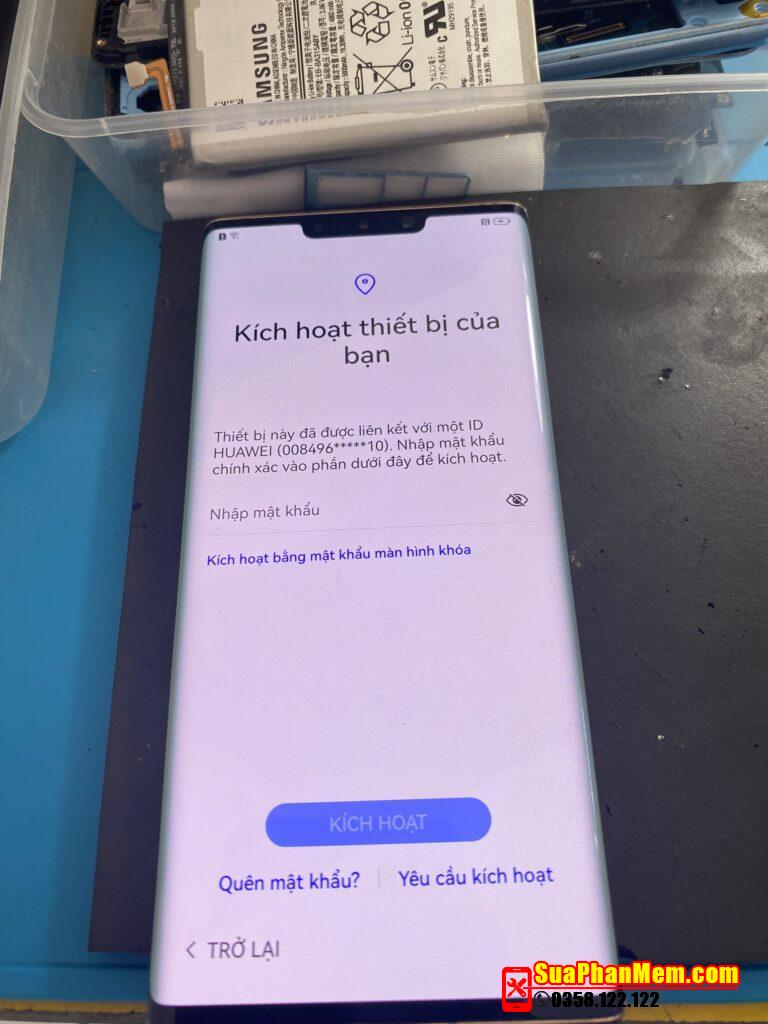 SAMSUNG
Li-ion
Kích hoạt thiết bị của
bạn
Thiết bị này đã được liên kết với một ID
HUAWEI (008496*****10). Nhập mật khẩu
chính xác vào phần dưới đây để kích hoạt.
Nhập mật khẩu
Kích hoạt bằng mật khẩu màn hình khóa
KÍCH HOẠT
Quên mật khẩu? | Yêu cầu kích hoạt
< TRỞ LẠI
SuaPhanMem.com
0358.122.122